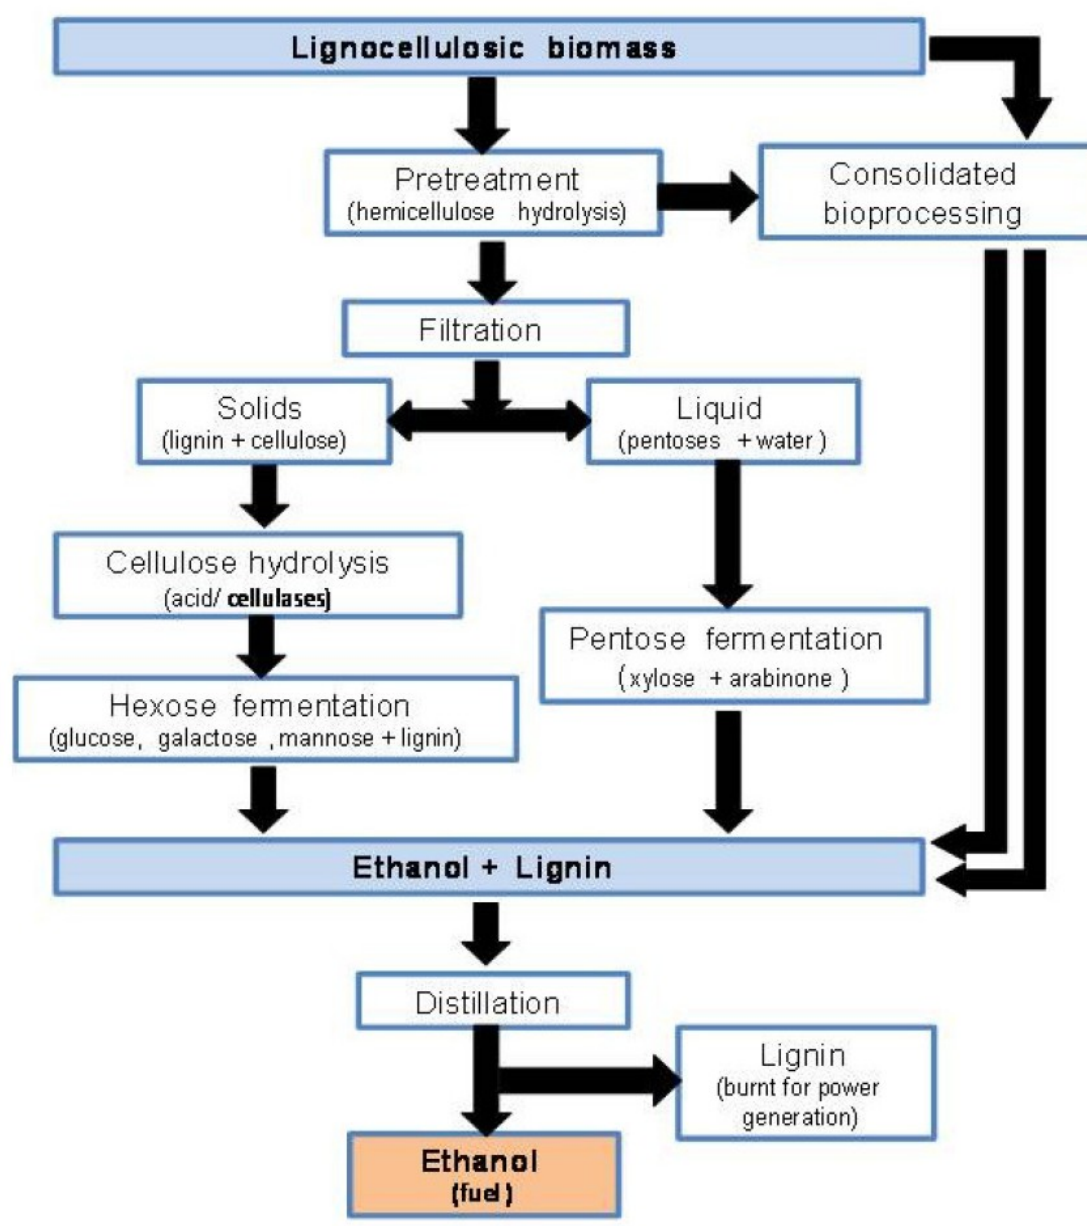 Lignocellulosic biomass
Pretreatment
(hemicellulose hydrolysis)
Consolidated
bioprocessing
Filtration
Solids
(lignin + cellulose)
Liquid
(pentoses + water )
Cellulose hydrolysis
(acid/ cellulases)
Pentose fermentation
(xylose + arabinone )
Hexose fermentation
(glucose, galactose ,mannose + lignin)
Ethanol + Lignin
Distillation
Lignin
(burnt for power
generation)
Ethanol
(fuel)